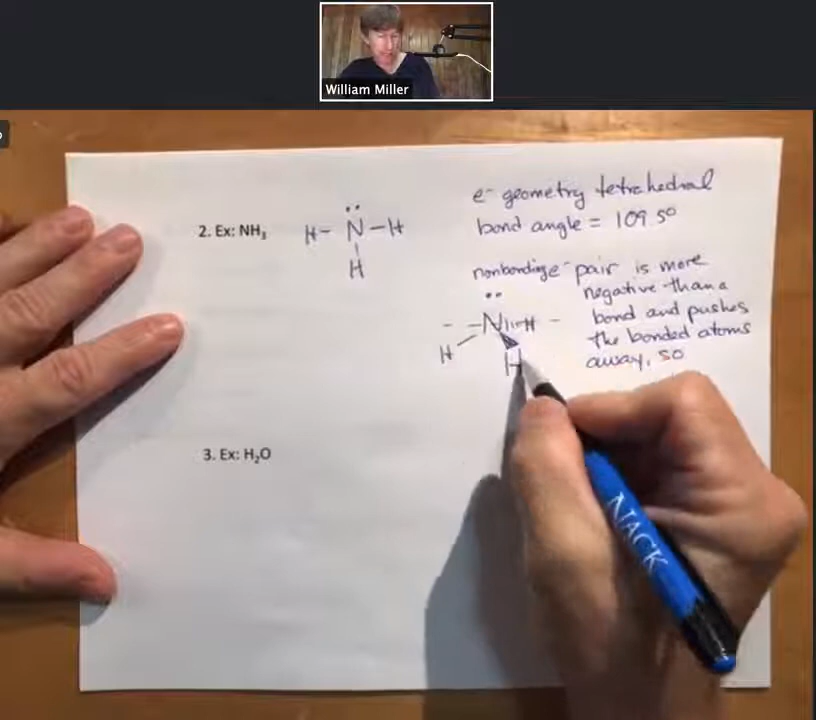 William Miller
2. Ex: NH₃
H-N̈-H
H
e⁻ geometry tetrahedral
bond angle = 109.5°
nonbonding e⁻ pair is more
negative than a
bond and pushes
the bonded atoms
away, so
N H
H
H
3. Ex: H₂O
NACK